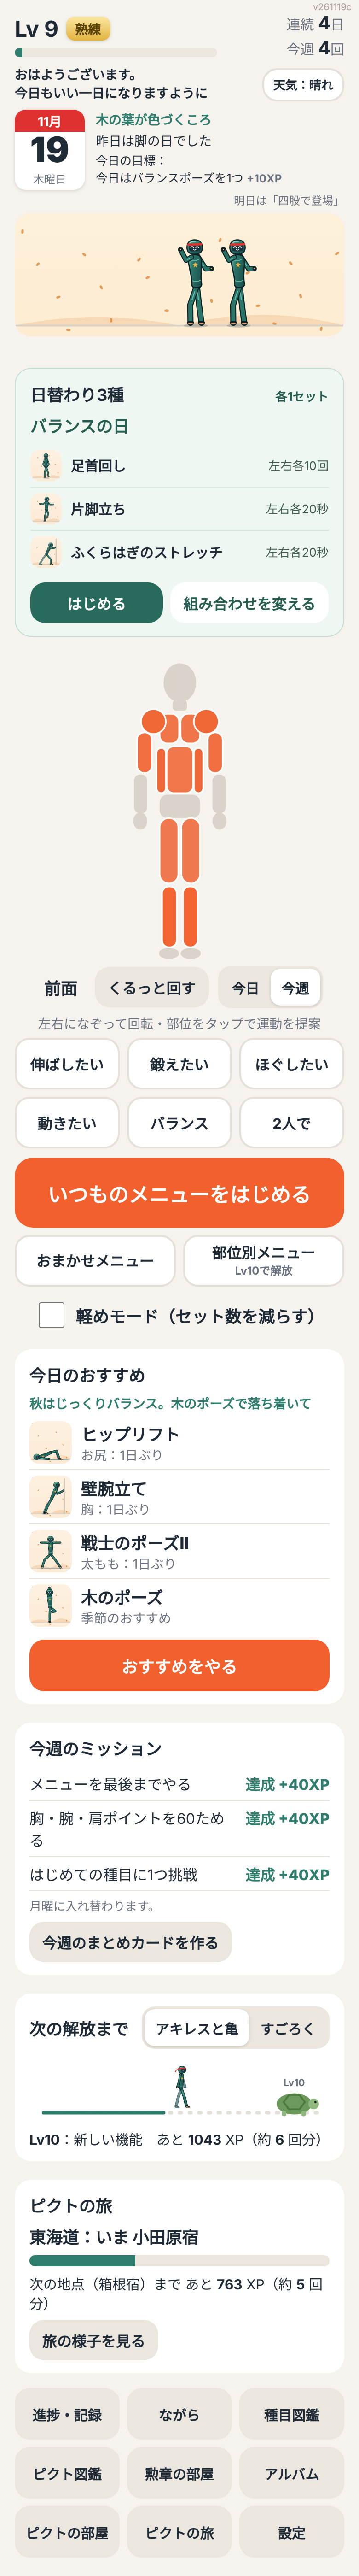 v261119c
Lv 9 熟練
連続 4日
今週 4回
おはようございます。
今日もいい一日になりますように
天気：晴れ
11月
19
木曜日
木の葉が色づくころ
昨日は脚の日でした
今日の目標：
今日はバランスポーズを1つ +10XP
明日は「四股で登場」
日替わり3種 各1セット
バランスの日
足首回し 左右各10回
片脚立ち 左右各20秒
ふくらはぎのストレッチ 左右各20秒
はじめる 組み合わせを変える
前面 くるっと回す 今日 今週
左右になぞって回転・部位をタップで運動を提案
伸ばしたい 鍛えたい ほぐしたい
動きたい バランス 2人で
いつものメニューをはじめる
おまかせメニュー 部位別メニュー
Lv10で解放
軽めモード（セット数を減らす）
今日のおすすめ
秋はじっくりバランス。木のポーズで落ち着いて
ヒップリフト
お尻：1日ぶり
壁腕立て
胸：1日ぶり
戦士のポーズII
太もも：1日ぶり
木のポーズ
季節のおすすめ
おすすめをやる
今週のミッション
メニューを最後までやる 達成 +40XP
胸・腕・肩ポイントを60ため 達成 +40XP
る
はじめての種目に1つ挑戦 達成 +40XP
月曜に入れ替わります。
今週のまとめカードを作る
次の解放まで アキレスと亀 すごろく
Lv10
Lv10：新しい機能 あと 1043 XP（約 6 回分）
ピクトの旅
東海道：いま 小田原宿
次の地点（箱根宿）まで あと 763 XP（約 5 回
分）
旅の様子を見る
進捗・記録 ながら 種目図鑑
ピクト図鑑 勲章の部屋 アルバム
ピクトの部屋 ピクトの旅 設定